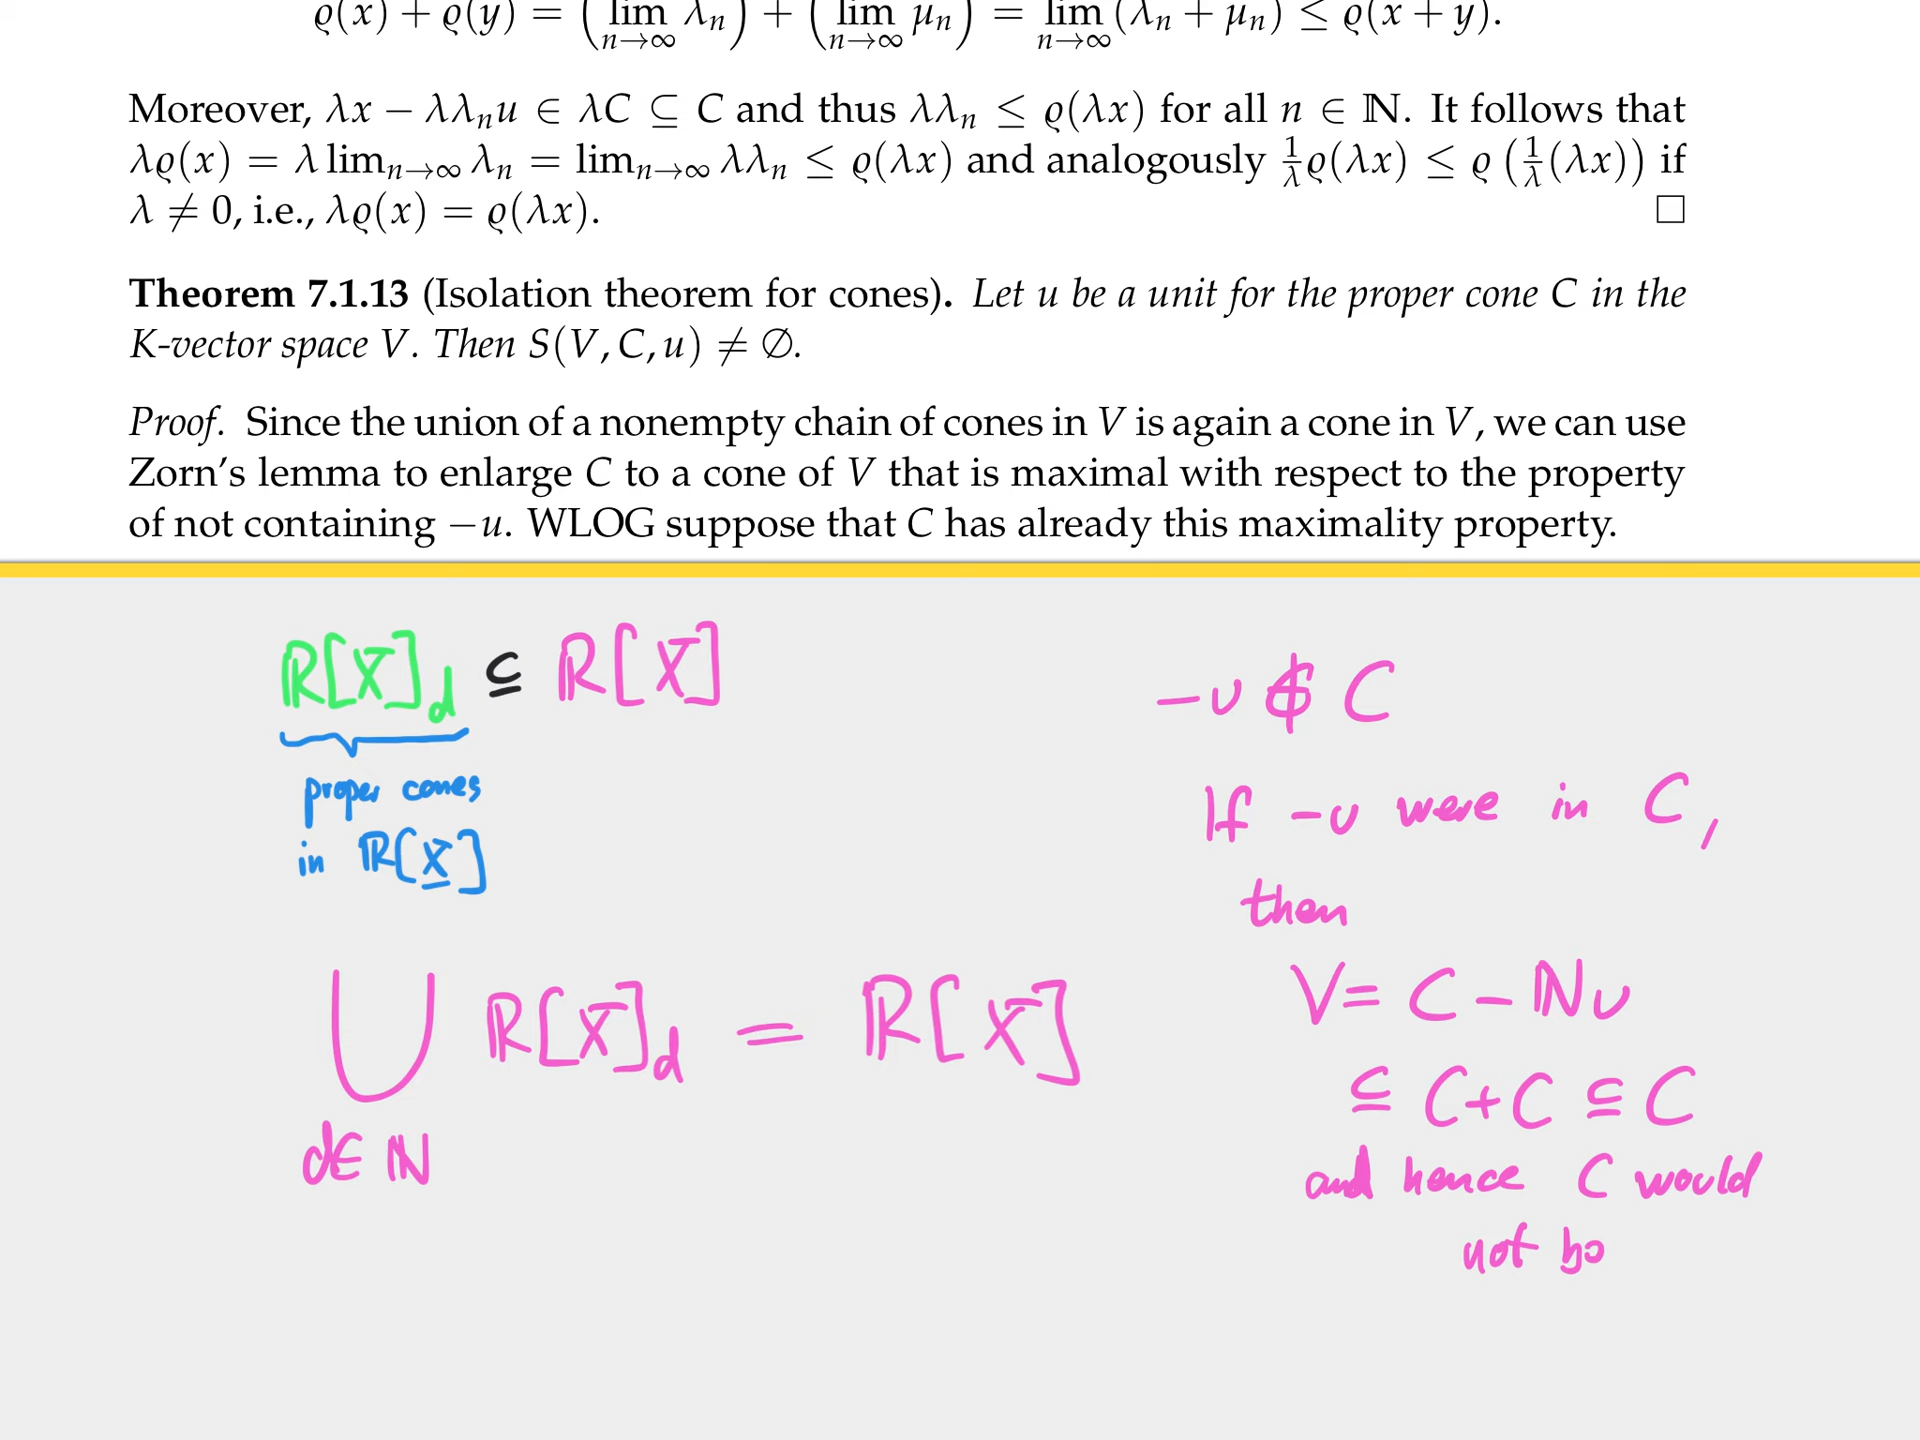 ϱ(x) + ϱ(y) = (lim_{n→∞} λ_n) + (lim_{n→∞} μ_n) = lim_{n→∞} (λ_n + μ_n) ≤ ϱ(x + y).
Moreover, λx − λλ_n u ∈ λC ⊆ C and thus λλ_n ≤ ϱ(λx) for all n ∈ ℕ. It follows that
λϱ(x) = λ lim_{n→∞} λ_n = lim_{n→∞} λλ_n ≤ ϱ(λx) and analogously 1/λ ϱ(λx) ≤ ϱ (1/λ (λx)) if
λ ≠ 0, i.e., λϱ(x) = ϱ(λx). □
Theorem 7.1.13 (Isolation theorem for cones). Let u be a unit for the proper cone C in the
K-vector space V. Then S(V, C, u) ≠ ∅.
Proof. Since the union of a nonempty chain of cones in V is again a cone in V, we can use
Zorn's lemma to enlarge C to a cone of V that is maximal with respect to the property
of not containing −u. WLOG suppose that C has already this maximality property.
ℝ[X]_d ⊆ ℝ[X]
proper cones
in ℝ[X]
⋃ ℝ[X]_d = ℝ[X]
d∈ℕ
−u ∉ C
If −u were in C,
then
V = C − ℕu
⊆ C+C ⊆ C
and hence C would
not be